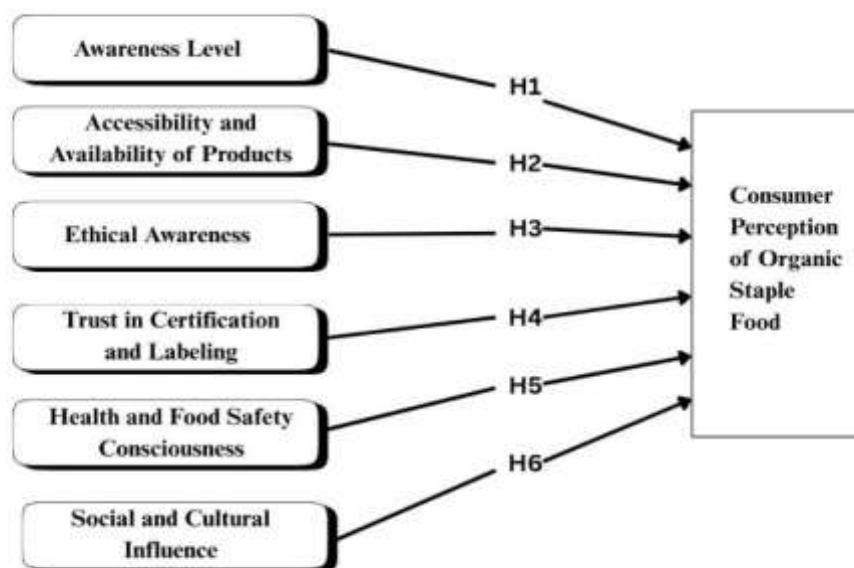 Awareness Level
H1
Accessibility and
Availability of Products
H2
Ethical Awareness
H3
Trust in Certification
and Labeling
H4
Health and Food Safety
Consciousness
H5
Social and Cultural
Influence
H6
Consumer
Perception
of Organic
Staple
Food